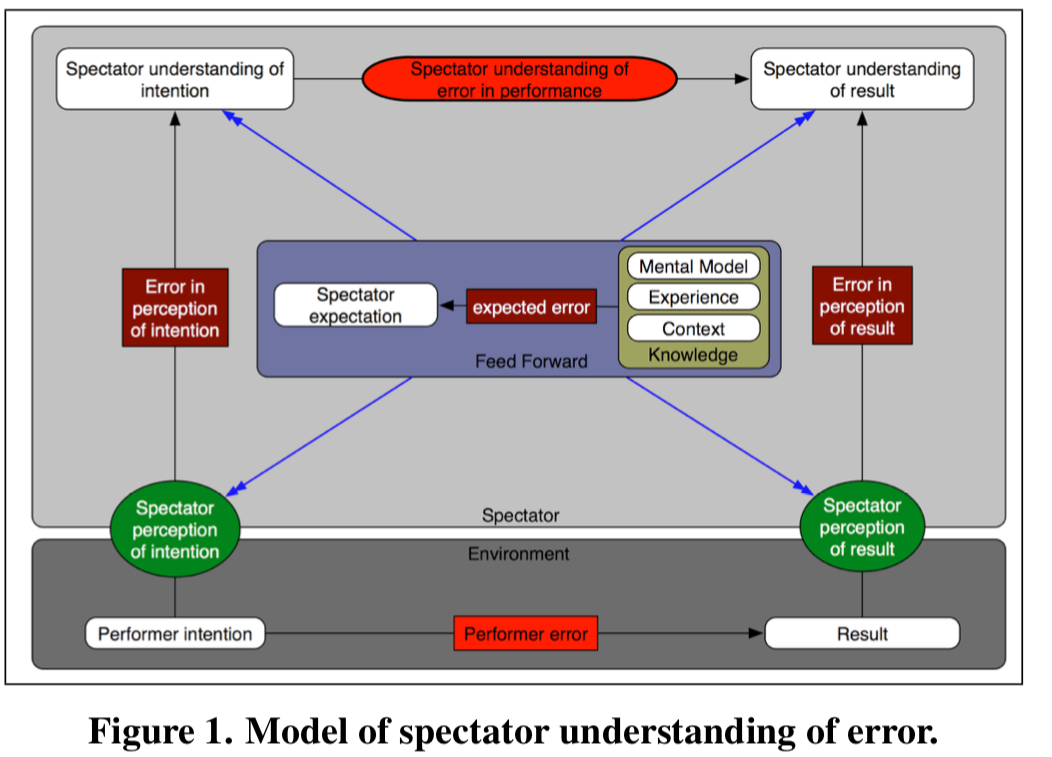 Spectator understanding of
intention
Spectator understanding of
error in performance
Spectator understanding
of result
Error in
perception
of intention
Spectator
expectation
expected error
Mental Model
Experience
Context
Knowledge
Feed Forward
Error in
perception
of result
Spectator
perception
of intention
Spectator
Spectator
perception
of result
Environment
Performer intention
Performer error
Result
Figure 1. Model of spectator understanding of error.